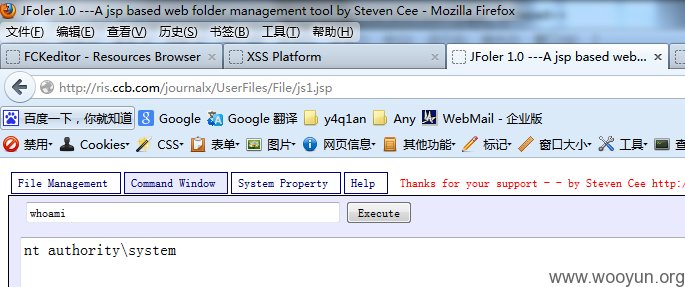 JFoler 1.0 ---A jsp based web folder management tool by Steven Cee - Mozilla Firefox
文件(F) 编辑(E) 查看(V) 历史(S) 书签(B) 工具(T) 帮助(H)
FCKeditor - Resources Browser × XSS Platform × JFoler 1.0 ---A jsp based web... ×
http://ris.ccb.com/journalx/UserFiles/File/js1.jsp
百度一下，你就知道 Google Google 翻译 y4q1an Any WebMail - 企业版
禁用 Cookies CSS 表单 图片 网页信息 其他功能 标记 窗口大小 工具 查
File Management Command Window System Property Help Thanks for your support - - by Steven Cee http:/
whoami Execute
nt authority\system
www.wooyun.org